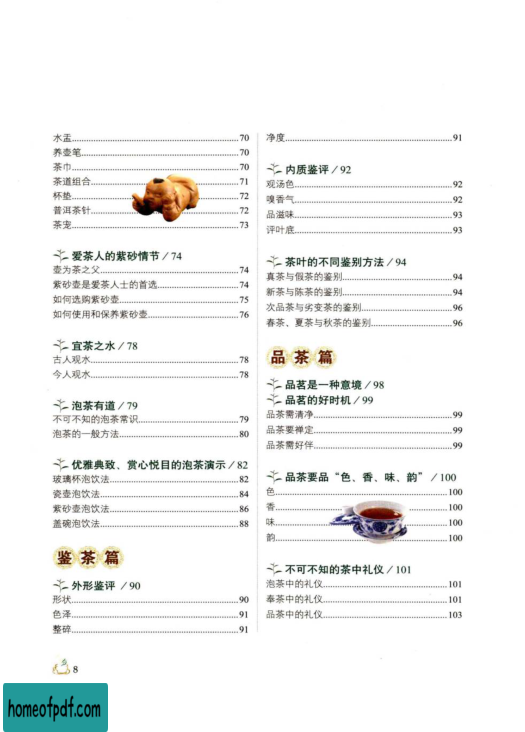 水盂 70
养壶笔 70
茶巾 70
茶道组合 71
杯垫 72
普洱茶针 72
茶宠 73
爱茶人的紫砂情节/74
壶为茶之父 74
紫砂壶是爱茶人士的首选 74
如何选购紫砂壶 75
如何使用和保养紫砂壶 76
宜茶之水/78
古人观水 78
今人观水 78
泡茶有道/79
不可不知的泡茶常识 79
泡茶的一般方法 80
优雅典致、赏心悦目的泡茶演示/82
玻璃杯泡饮法 82
瓷壶泡饮法 84
紫砂壶泡饮法 86
盖碗泡饮法 88
鉴茶篇
外形鉴评 /90
形状 90
色泽 91
整碎 91
净度 91
内质鉴评/92
观汤色 92
嗅香气 92
品滋味 93
评叶底 93
茶叶的不同鉴别方法/94
真茶与假茶的鉴别 94
新茶与陈茶的鉴别 94
次品茶与劣变茶的鉴别 96
春茶、夏茶与秋茶的鉴别 96
品茶篇
品茗是一种意境/98
品茗的好时机/99
品茶需清净 99
品茶要禅定 99
品茶需好伴 99
品茶要品“色、香、味、韵” /100
色 100
香 100
味 100
韵 100
不可不知的茶中礼仪/101
泡茶中的礼仪 101
奉茶中的礼仪 101
品茶中的礼仪 103
8
homeofpdf.com